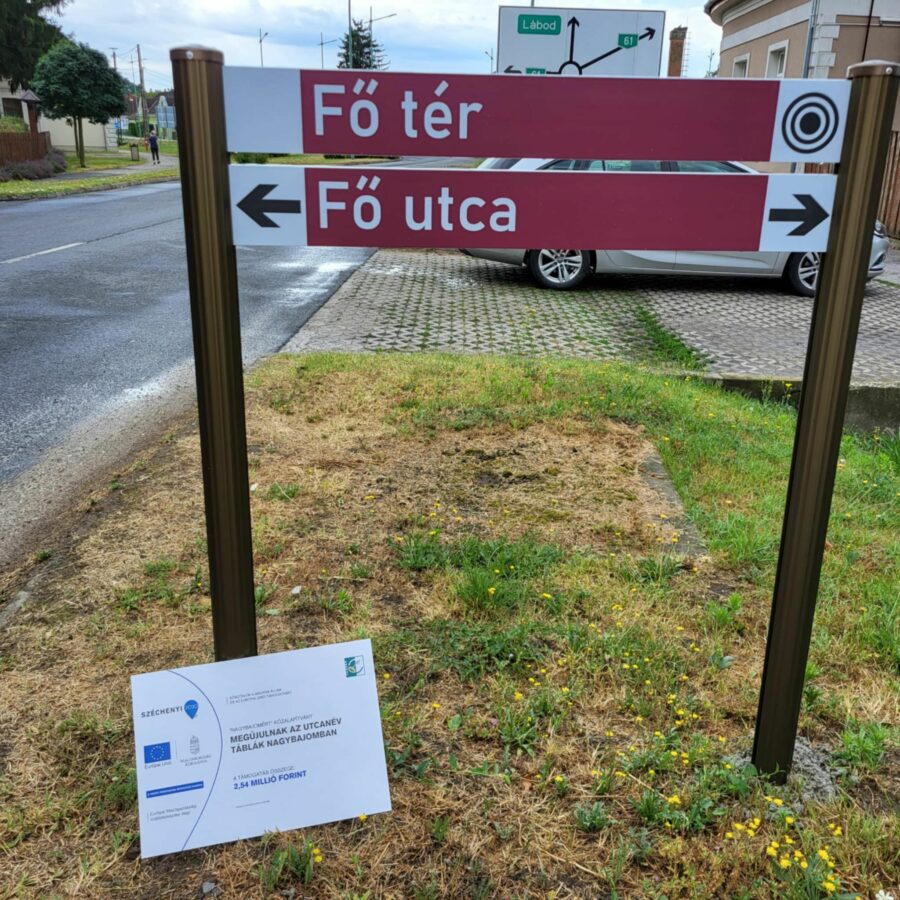 Lábod
61
61
Fő tér
Fő utca
SZÉCHENYI 2020
"NAGYBAJOMÉRT" KÖZALAPÍTVÁNY
MEGÚJULNAK AZ UTCANÉV
TÁBLÁK NAGYBAJOMBAN
A TÁMOGATÁS ÖSSZEGE:
2,54 MILLIÓ FORINT
Európai Unió